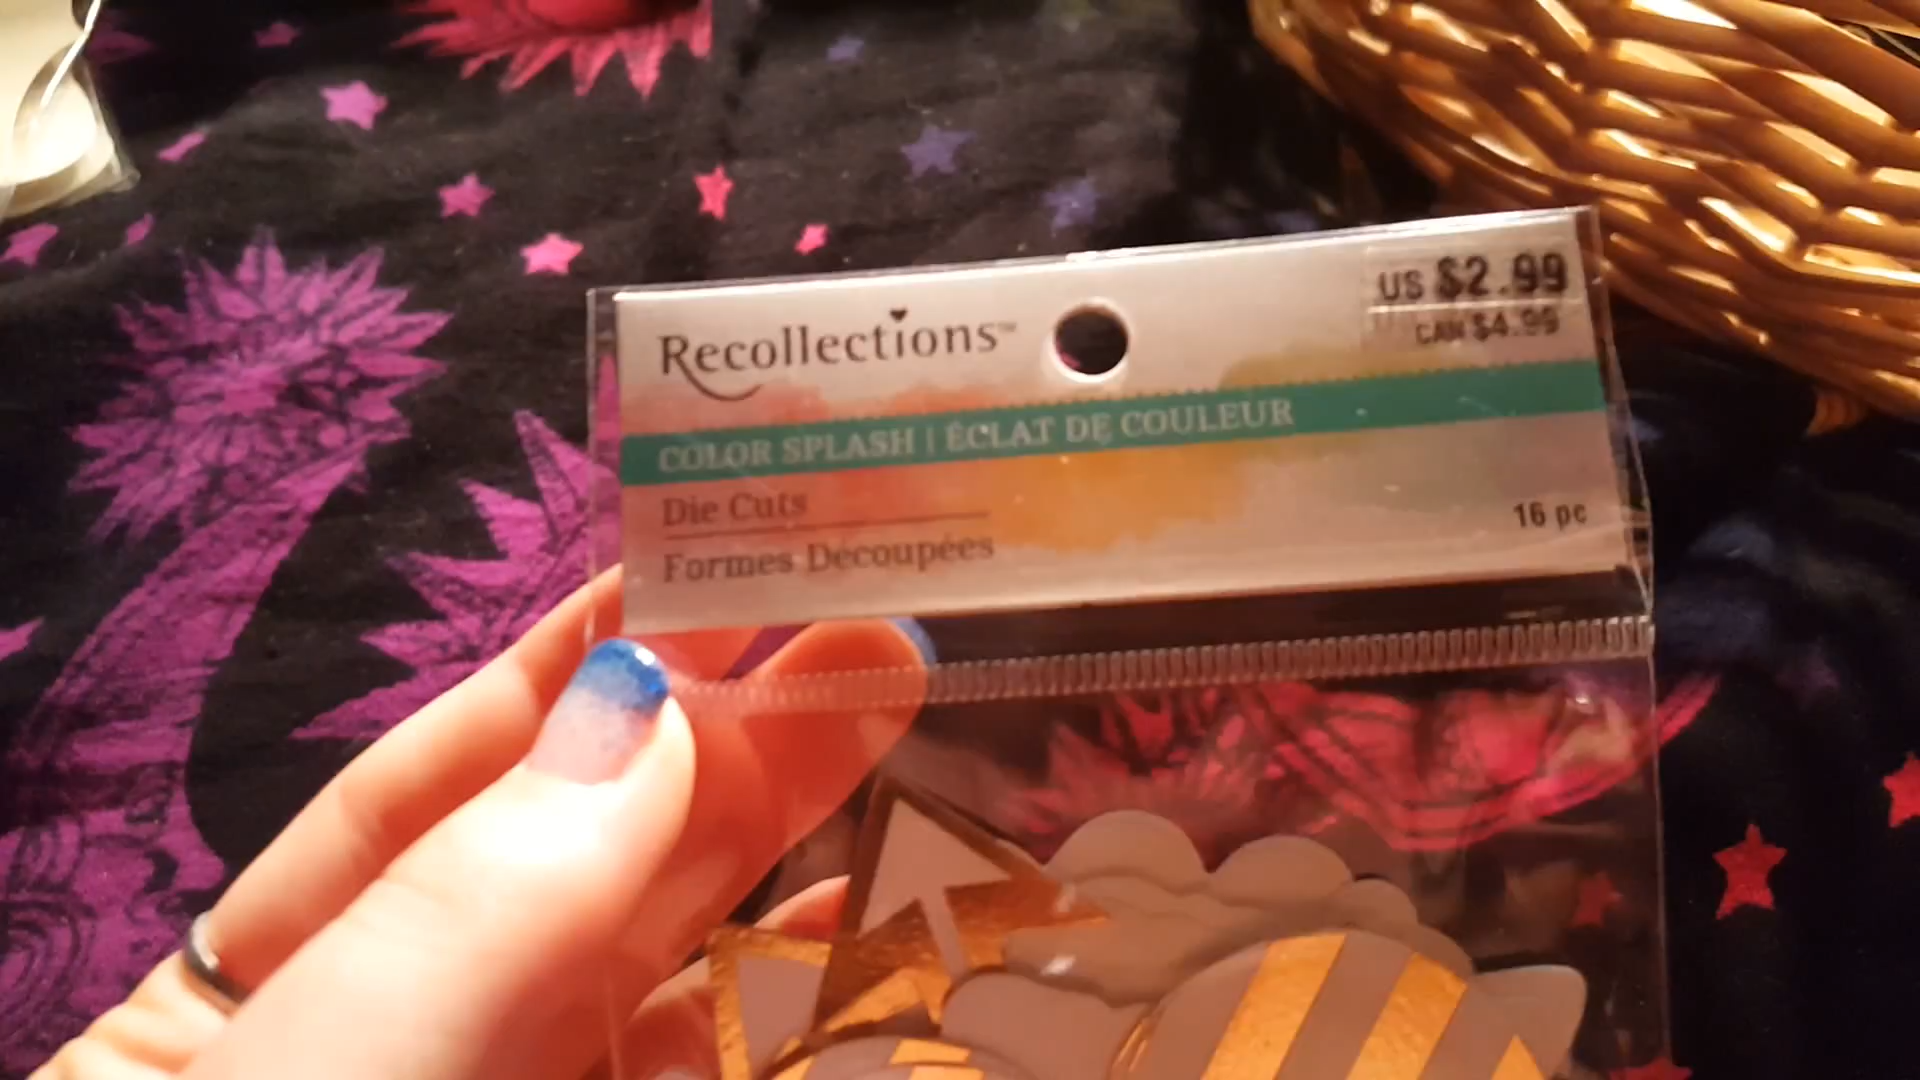 Recollections™
US $2.99
CAN $4.99
COLOR SPLASH | ÉCLAT DE COULEUR
Die Cuts
16 pc
Formes Découpées